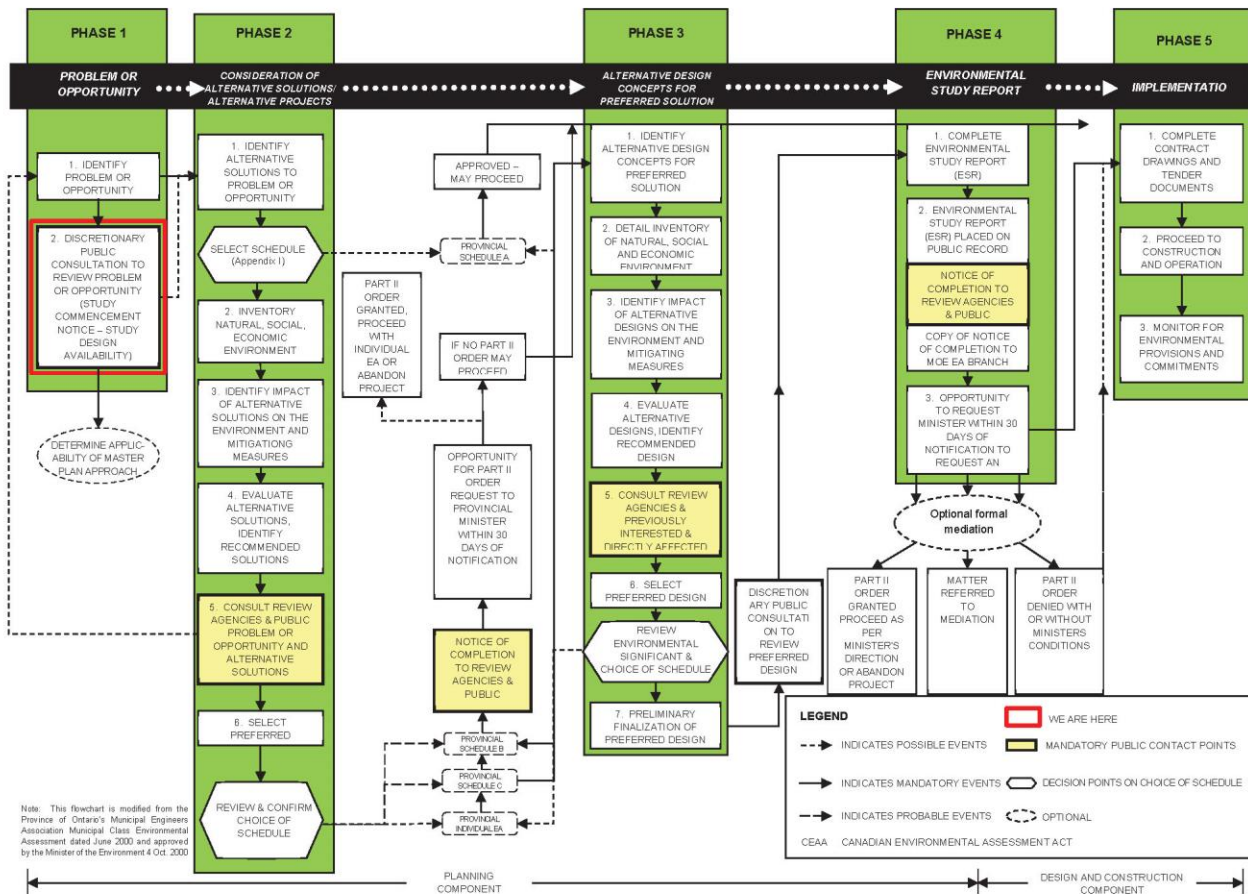 PHASE 1
PROBLEM OR
OPPORTUNITY
1. IDENTIFY
PROBLEM OR
OPPORTUNITY
2. DISCRETIONARY
PUBLIC
CONSULTATION TO
REVIEW PROBLEM
OR OPPORTUNITY
(STUDY
COMMENCEMENT
NOTICE – STUDY
DESIGN
AVAILABILITY)
DETERMINE APPLIC-
ABILITY OF MASTER
PLAN APPROACH
PHASE 2
CONSIDERATION OF
ALTERNATIVE SOLUTIONS/
ALTERNATIVE PROJECTS
1. IDENTIFY
ALTERNATIVE
SOLUTIONS TO
PROBLEM OR
OPPORTUNITY
SELECT SCHEDULE
(Appendix I)
2. INVENTORY
NATURAL, SOCIAL,
ECONOMIC
ENVIRONMENT
3. IDENTIFY IMPACT
OF ALTERNATIVE
SOLUTIONS ON THE
ENVIRONMENT AND
MITIGATIONG
MEASURES
4. EVALUATE
ALTERNATIVE
SOLUTIONS,
IDENTIFY
RECOMMENDED
SOLUTIONS
5. CONSULT REVIEW
AGENCIES & PUBLIC
PROBLEM OR
OPPORTUNITY AND
ALTERNATIVE
SOLUTIONS
6. SELECT
PREFERRED
REVIEW & CONFIRM
CHOICE OF
SCHEDULE
APPROVED –
MAY PROCEED
PROVINCIAL
SCHEDULE A
PART II
ORDER
GRANTED,
PROCEED
WITH
INDIVIDUAL
EA OR
ABANDON
PROJECT
IF NO PART II
ORDER MAY
PROCEED
OPPORTUNITY
FOR PART II
ORDER
REQUEST TO
PROVINCIAL
MINISTER
WITHIN 30
DAYS OF
NOTIFICATION
NOTICE OF
COMPLETION
TO REVIEW
AGENCIES &
PUBLIC
PROVINCIAL
SCHEDULE B
PROVINCIAL
SCHEDULE C
PROVINCIAL
INDIVIDUAL EA
PHASE 3
ALTERNATIVE DESIGN
CONCEPTS FOR
PREFERRED SOLUTION
1. IDENTIFY
ALTERNATIVE DESIGN
CONCEPTS FOR
PREFERRED
SOLUTION
2. DETAIL INVENTORY
OF NATURAL, SOCIAL
AND ECONOMIC
ENVIRONMENT
3. IDENTIFY IMPACT
OF ALTERNATIVE
DESIGNS ON THE
ENVIRONMENT AND
MITIGATING
MEASURES
4. EVALUATE
ALTERNATIVE
DESIGNS, IDENTIFY
RECOMMENDED
DESIGN
5. CONSULT REVIEW
AGENCIES &
PREVIOUSLY
INTERESTED &
DIRECTLY AFFECTED
6. SELECT
PREFERRED DESIGN
REVIEW
ENVIRONMENTAL
SIGNIFICANT &
CHOICE OF SCHEDULE
7. PRELIMINARY
FINALIZATION OF
PREFERRED DESIGN
DISCRETION
ARY PUBLIC
CONSULTATI
ON TO
REVIEW
PREFERRED
DESIGN
PHASE 4
ENVIRONMENTAL
STUDY REPORT
1. COMPLETE
ENVIRONMENTAL
STUDY REPORT
(ESR)
2. ENVIRONMENTAL
STUDY REPORT
(ESR) PLACED ON
PUBLIC RECORD
NOTICE OF
COMPLETION TO
REVIEW AGENCIES
& PUBLIC
COPY OF NOTICE
OF COMPLETION TO
MOE EA BRANCH
3. OPPORTUNITY
TO REQUEST
MINISTER WITHIN 30
DAYS OF
NOTIFICATION TO
REQUEST AN
Optional formal
mediation
PART II
ORDER
GRANTED
PROCEED AS
PER
MINISTER'S
DIRECTION
OR ABANDON
PROJECT
MATTER
REFERRED
TO
MEDIATION
PART II
ORDER
DENIED WITH
OR WITHOUT
MINISTERS
CONDITIONS
PHASE 5
IMPLEMENTATIO
1. COMPLETE
CONTRACT
DRAWINGS AND
TENDER
DOCUMENTS
2. PROCEED TO
CONSTRUCTION
AND OPERATION
3. MONITOR FOR
ENVIRONMENTAL
PROVISIONS AND
COMMITMENTS
LEGEND
WE ARE HERE
INDICATES POSSIBLE EVENTS
MANDATORY PUBLIC CONTACT POINTS
INDICATES MANDATORY EVENTS
DECISION POINTS ON CHOICE OF SCHEDULE
INDICATES PROBABLE EVENTS
OPTIONAL
CEAA CANADIAN ENVIRONMENTAL ASSESSMENT ACT
Note: This flowchart is modified from the
Province of Ontario's Municipal Engineers
Association Municipal Class Environmental
Assessment dated June 2000 and approved
by the Minister of the Environment 4 Oct. 2000
PLANNING
COMPONENT
DESIGN AND CONSTRUCTION
COMPONENT